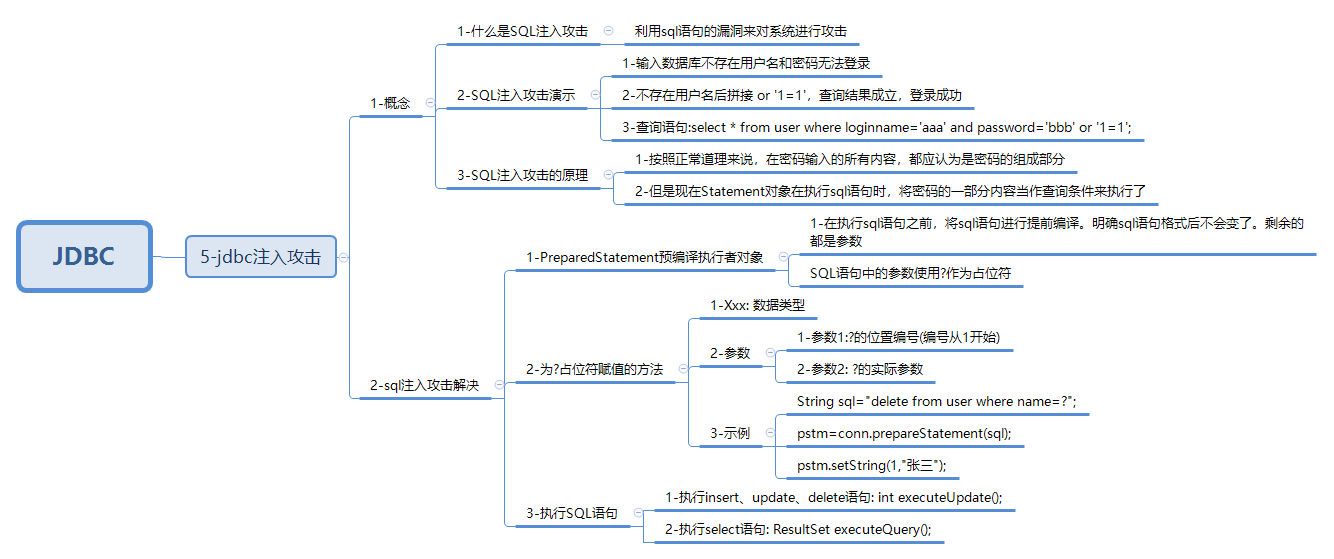 JDBC
5-jdbc注入攻击
1-概念
1-什么是SQL注入攻击
利用sql语句的漏洞来对系统进行攻击
2-SQL注入攻击演示
1-输入数据库不存在用户名和密码无法登录
2-不存在用户名后拼接 or '1=1'，查询结果成立，登录成功
3-查询语句:select * from user where loginname='aaa' and password='bbb' or '1=1';
3-SQL注入攻击的原理
1-按照正常道理来说，在密码输入的所有内容，都应认为是密码的组成部分
2-但是现在Statement对象在执行sql语句时，将密码的一部分内容当作查询条件来执行了
2-sql注入攻击解决
1-PreparedStatement预编译执行者对象
1-在执行sql语句之前，将sql语句进行提前编译。明确sql语句格式后不会变了。剩余的
都是参数
SQL语句中的参数使用?作为占位符
2-为?占位符赋值的方法
1-Xxx: 数据类型
2-参数
1-参数1:?的位置编号(编号从1开始)
2-参数2: ?的实际参数
3-示例
String sql="delete from user where name=?";
pstm=conn.prepareStatement(sql);
pstm.setString(1,"张三");
3-执行SQL语句
1-执行insert、update、delete语句: int executeUpdate();
2-执行select语句: ResultSet executeQuery();